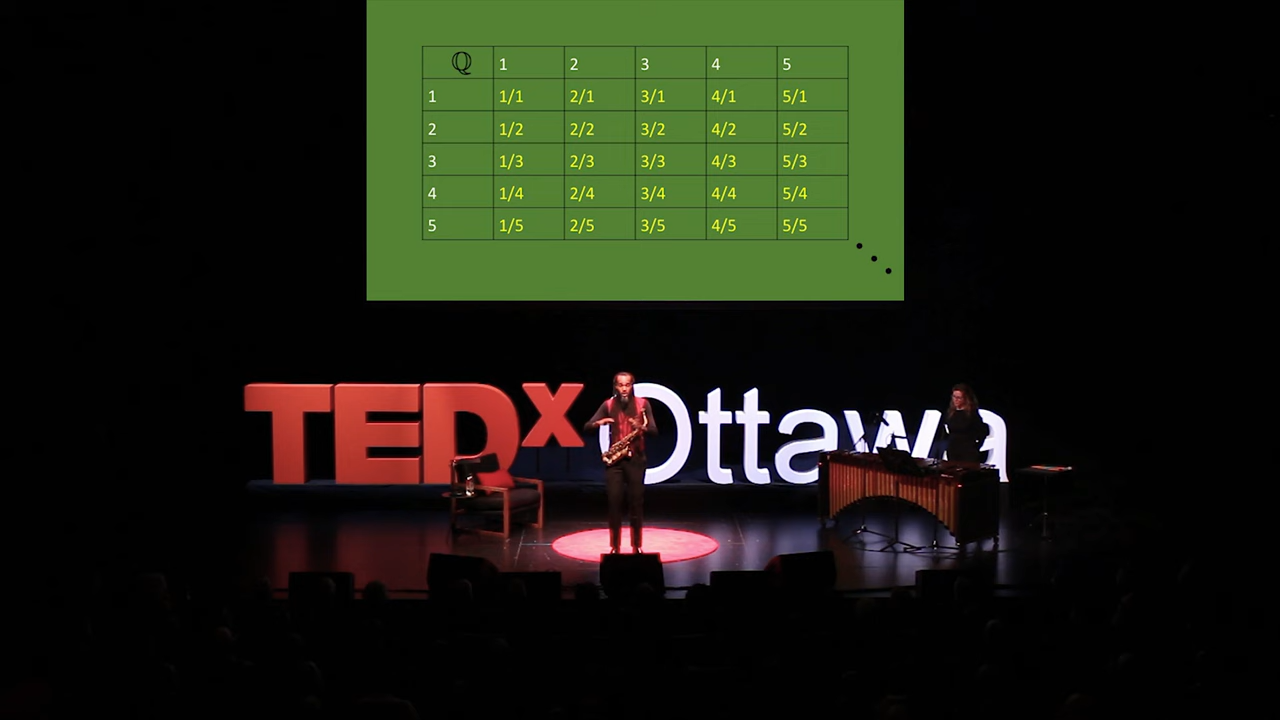 ℚ 1 2 3 4 5
1 1/1 2/1 3/1 4/1 5/1
2 1/2 2/2 3/2 4/2 5/2
3 1/3 2/3 3/3 4/3 5/3
4 1/4 2/4 3/4 4/4 5/4
5 1/5 2/5 3/5 4/5 5/5
TEDx Ottawa